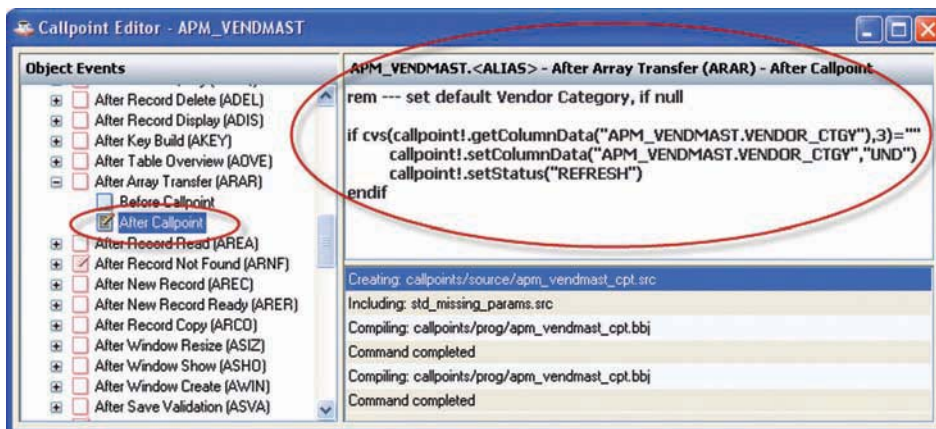 Callpoint Editor - APM_VENDMAST
Object Events
After Record Delete (ADEL)
After Record Display (ADIS)
After Key Build (AKEY)
After Table Overview (AOVE)
After Array Transfer (ARAR)
Before Callpoint
After Callpoint
After Record Read (AREA)
After Record Not Found (ARNF)
After New Record (AREC)
After New Record Ready (ARER)
After Record Copy (ARCO)
After Window Resize (ASIZ)
After Window Show (ASHO)
After Window Create (AWIN)
After Save Validation (ASVA)
APM_VENDMAST.<ALIAS> - After Array Transfer (ARAR) - After Callpoint
rem --- set default Vendor Category, if null
if cvs(callpoint!.getColumnData("APM_VENDMAST.VENDOR_CTGY"),3)=""
callpoint!.setColumnData("APM_VENDMAST.VENDOR_CTGY","UND")
callpoint!.setStatus("REFRESH")
endif
Creating: callpoints/source/apm_vendmast_cpt.src
Including: std_missing_params.src
Compiling: callpoints/prog/apm_vendmast_cpt.bbj
Command completed
Compiling: callpoints/prog/apm_vendmast_cpt.bbj
Command completed